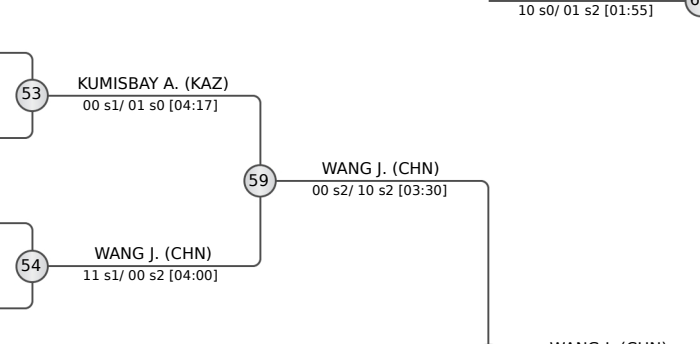 10 s0/ 01 s2 [01:55]
53
KUMISBAY A. (KAZ)
00 s1/ 01 s0 [04:17]
59
WANG J. (CHN)
00 s2/ 10 s2 [03:30]
54
WANG J. (CHN)
11 s1/ 00 s2 [04:00]